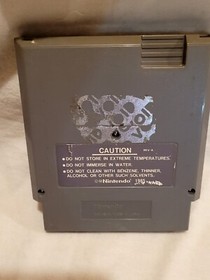 CAUTION
●DO NOT STORE IN EXTREME TEMPERATURES.
●DO NOT IMMERSE IN WATER.
●DO NOT CLEAN WITH BENZENE, THINNER,
ALCOHOL OR OTHER SUCH SOLVENTS.
©Nintendo 1985